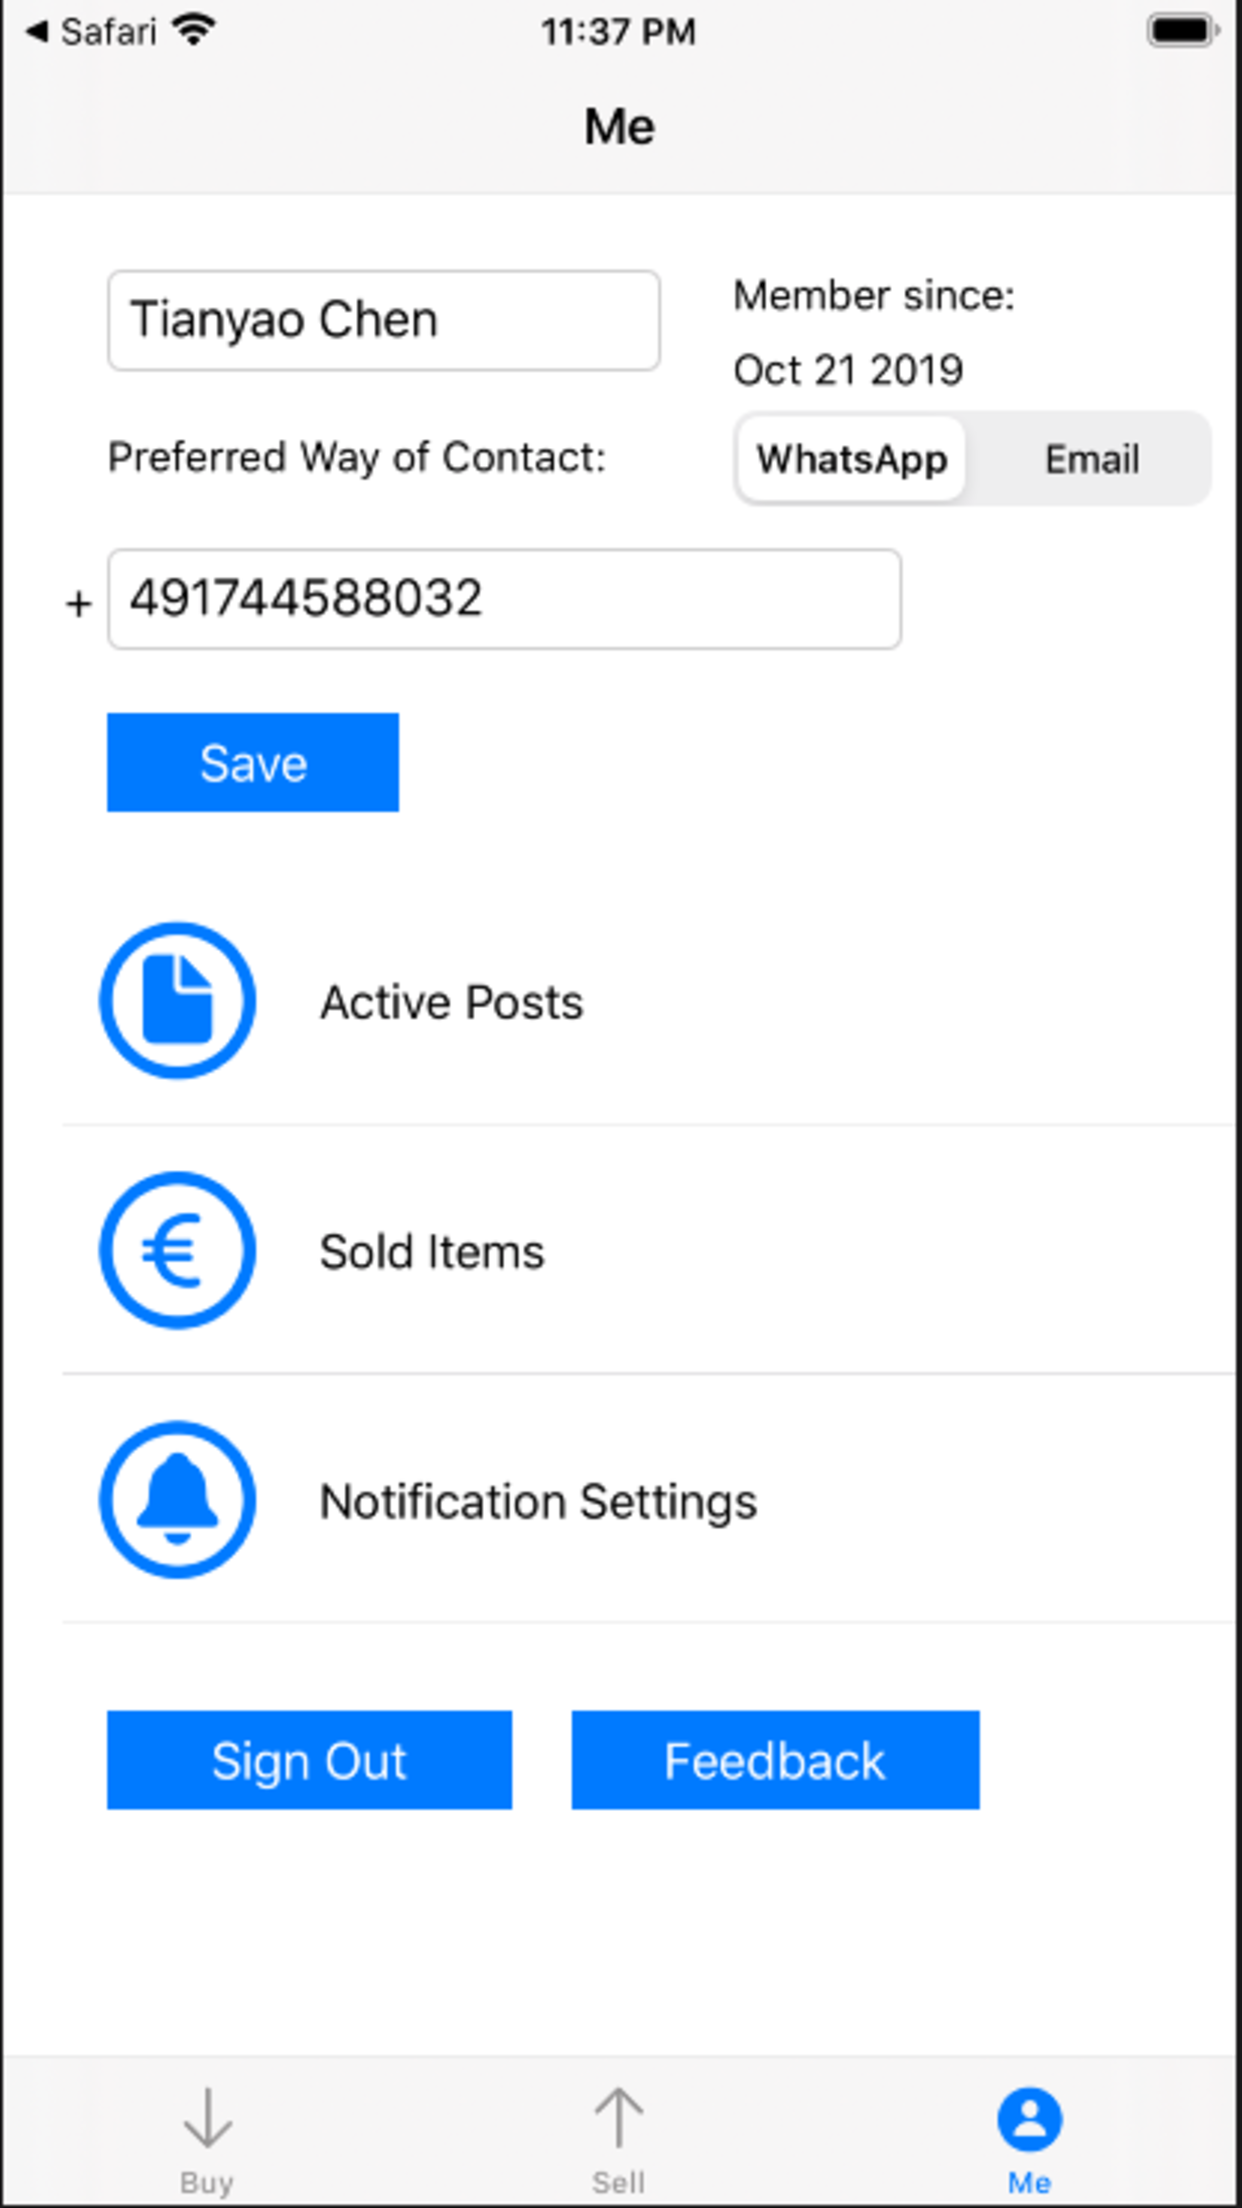 Safari
11:37 PM
Me
Tianyao Chen
Member since:
Oct 21 2019
Preferred Way of Contact:
WhatsApp
Email
+ 491744588032
Save
Active Posts
€
Sold Items
Notification Settings
Sign Out
Feedback
Buy
Sell
Me